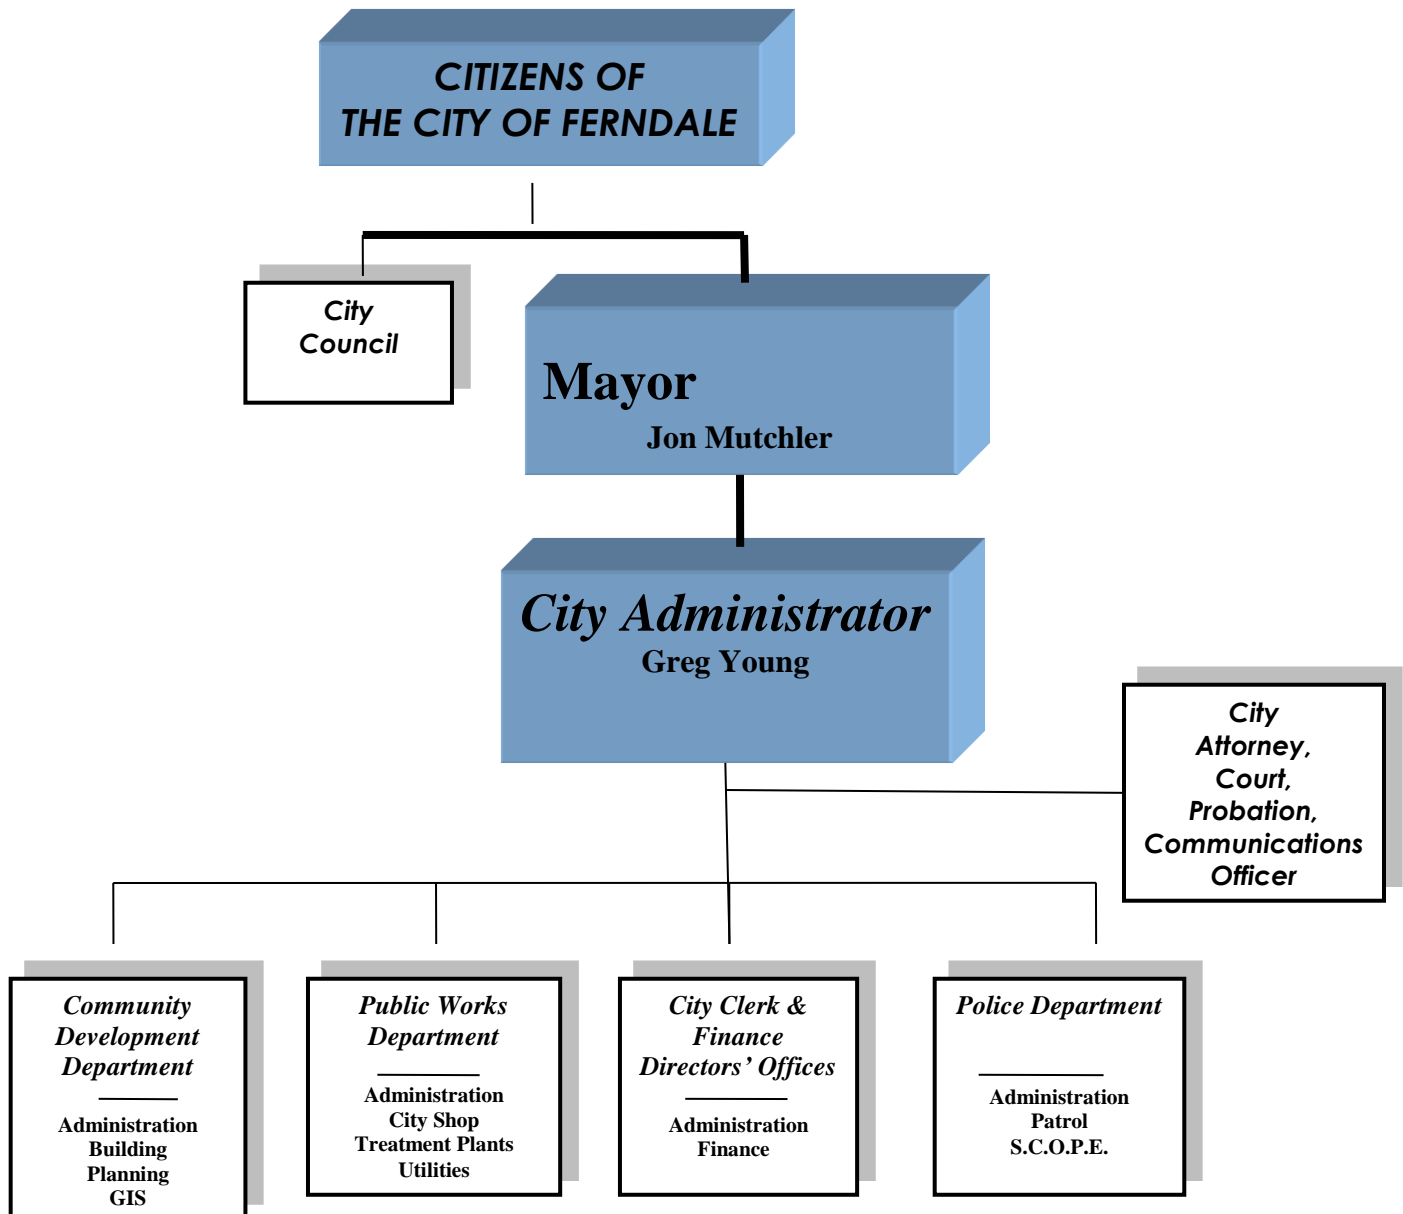 CITIZENS OF
THE CITY OF FERNDALE
City
Council
Mayor
Jon Mutchler
City Administrator
Greg Young
City
Attorney,
Court,
Probation,
Communications
Officer
Community
Development
Department
Administration
Building
Planning
GIS
Public Works
Department
Administration
City Shop
Treatment Plants
Utilities
City Clerk &
Finance
Directors’ Offices
Administration
Finance
Police Department
Administration
Patrol
S.C.O.P.E.